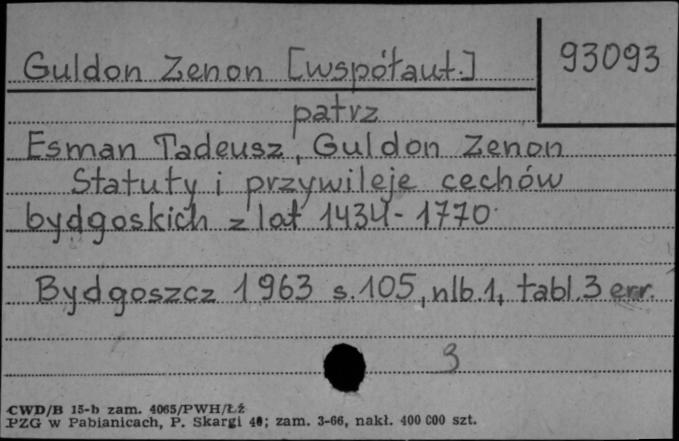 Guldon Zenon [współaut.]
93093
patrz
Esman Tadeusz, Guldon Zenon
Statuty i przywileje cechów
bydgoskich z lat 1434-1770
Bydgoszcz 1963 s.105, nlb.1, tabl.3 err.
3
CWD/B 15-b zam. 4065/PWH/Łź
PZG w Pabianicach, P. Skargi 40; zam. 3-66, nakł. 400 000 szt.